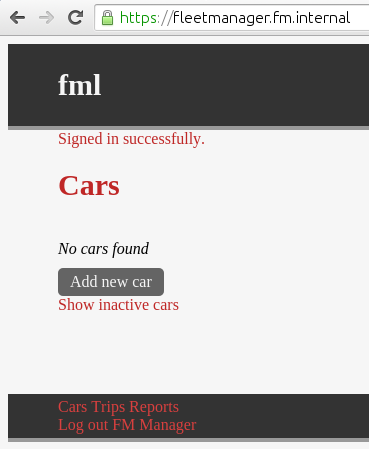 https://fleetmanager.fm.internal
fml
Signed in successfully.
Cars
No cars found
Add new car
Show inactive cars
Cars Trips Reports
Log out FM Manager